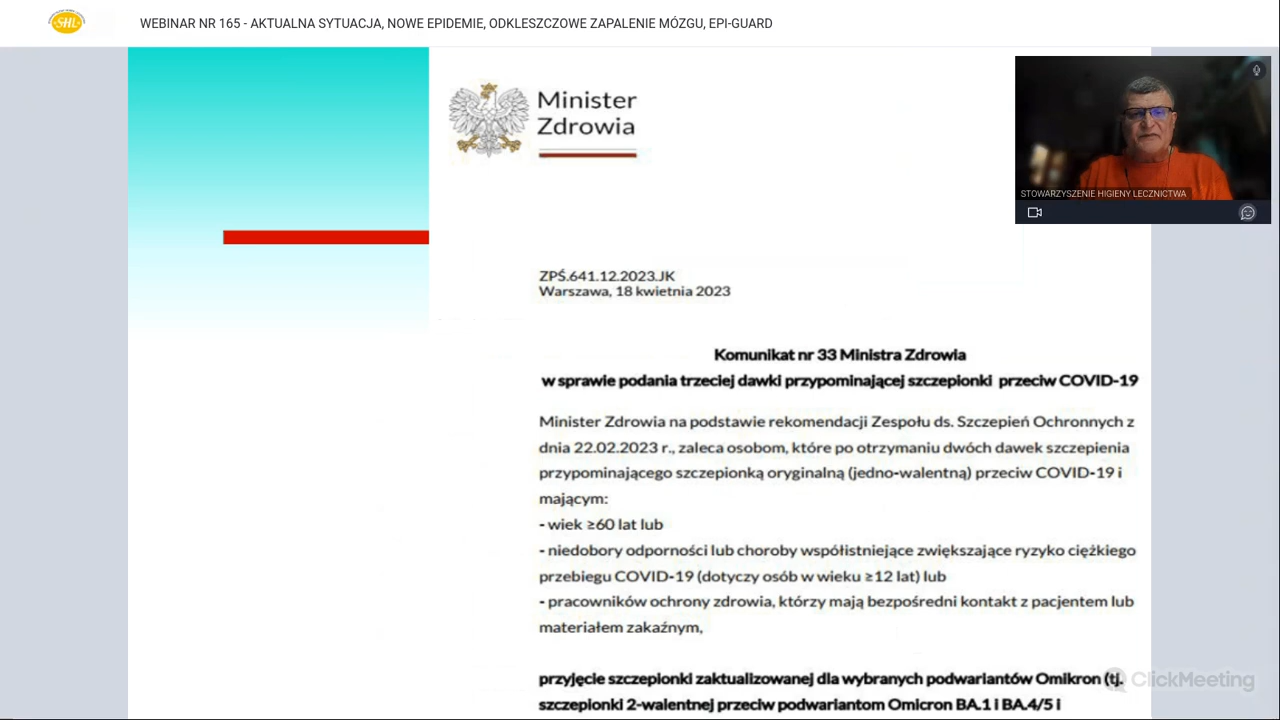 SHL
WEBINAR NR 165 - AKTUALNA SYTUACJA, NOWE EPIDEMIE, ODKLESZCZOWE ZAPALENIE MÓZGU, EPI-GUARD
Minister
Zdrowia
STOWARZYSZENIE HIGIENY LECZNICTWA
ZPŚ.641.12.2023.JK
Warszawa, 18 kwietnia 2023
Komunikat nr 33 Ministra Zdrowia
w sprawie podania trzeciej dawki przypominającej szczepionki przeciw COVID-19
Minister Zdrowia na podstawie rekomendacji Zespołu ds. Szczepień Ochronnych z
dnia 22.02.2023 r., zaleca osobom, które po otrzymaniu dwóch dawek szczepienia
przypominającego szczepionką oryginalną (jedno-walentną) przeciw COVID-19 i
mającym:
- wiek ≥60 lat lub
- niedobory odporności lub choroby współistniejące zwiększające ryzyko ciężkiego
przebiegu COVID-19 (dotyczy osób w wieku ≥12 lat) lub
- pracowników ochrony zdrowia, którzy mają bezpośredni kontakt z pacjentem lub
materiałem zakaźnym,
przyjęcie szczepionki zaktualizowanej dla wybranych podwariantów Omikron (tj.
szczepionki 2-walentnej przeciw podwariantom Omicron BA.1 i BA.4/5 i
ClickMeeting